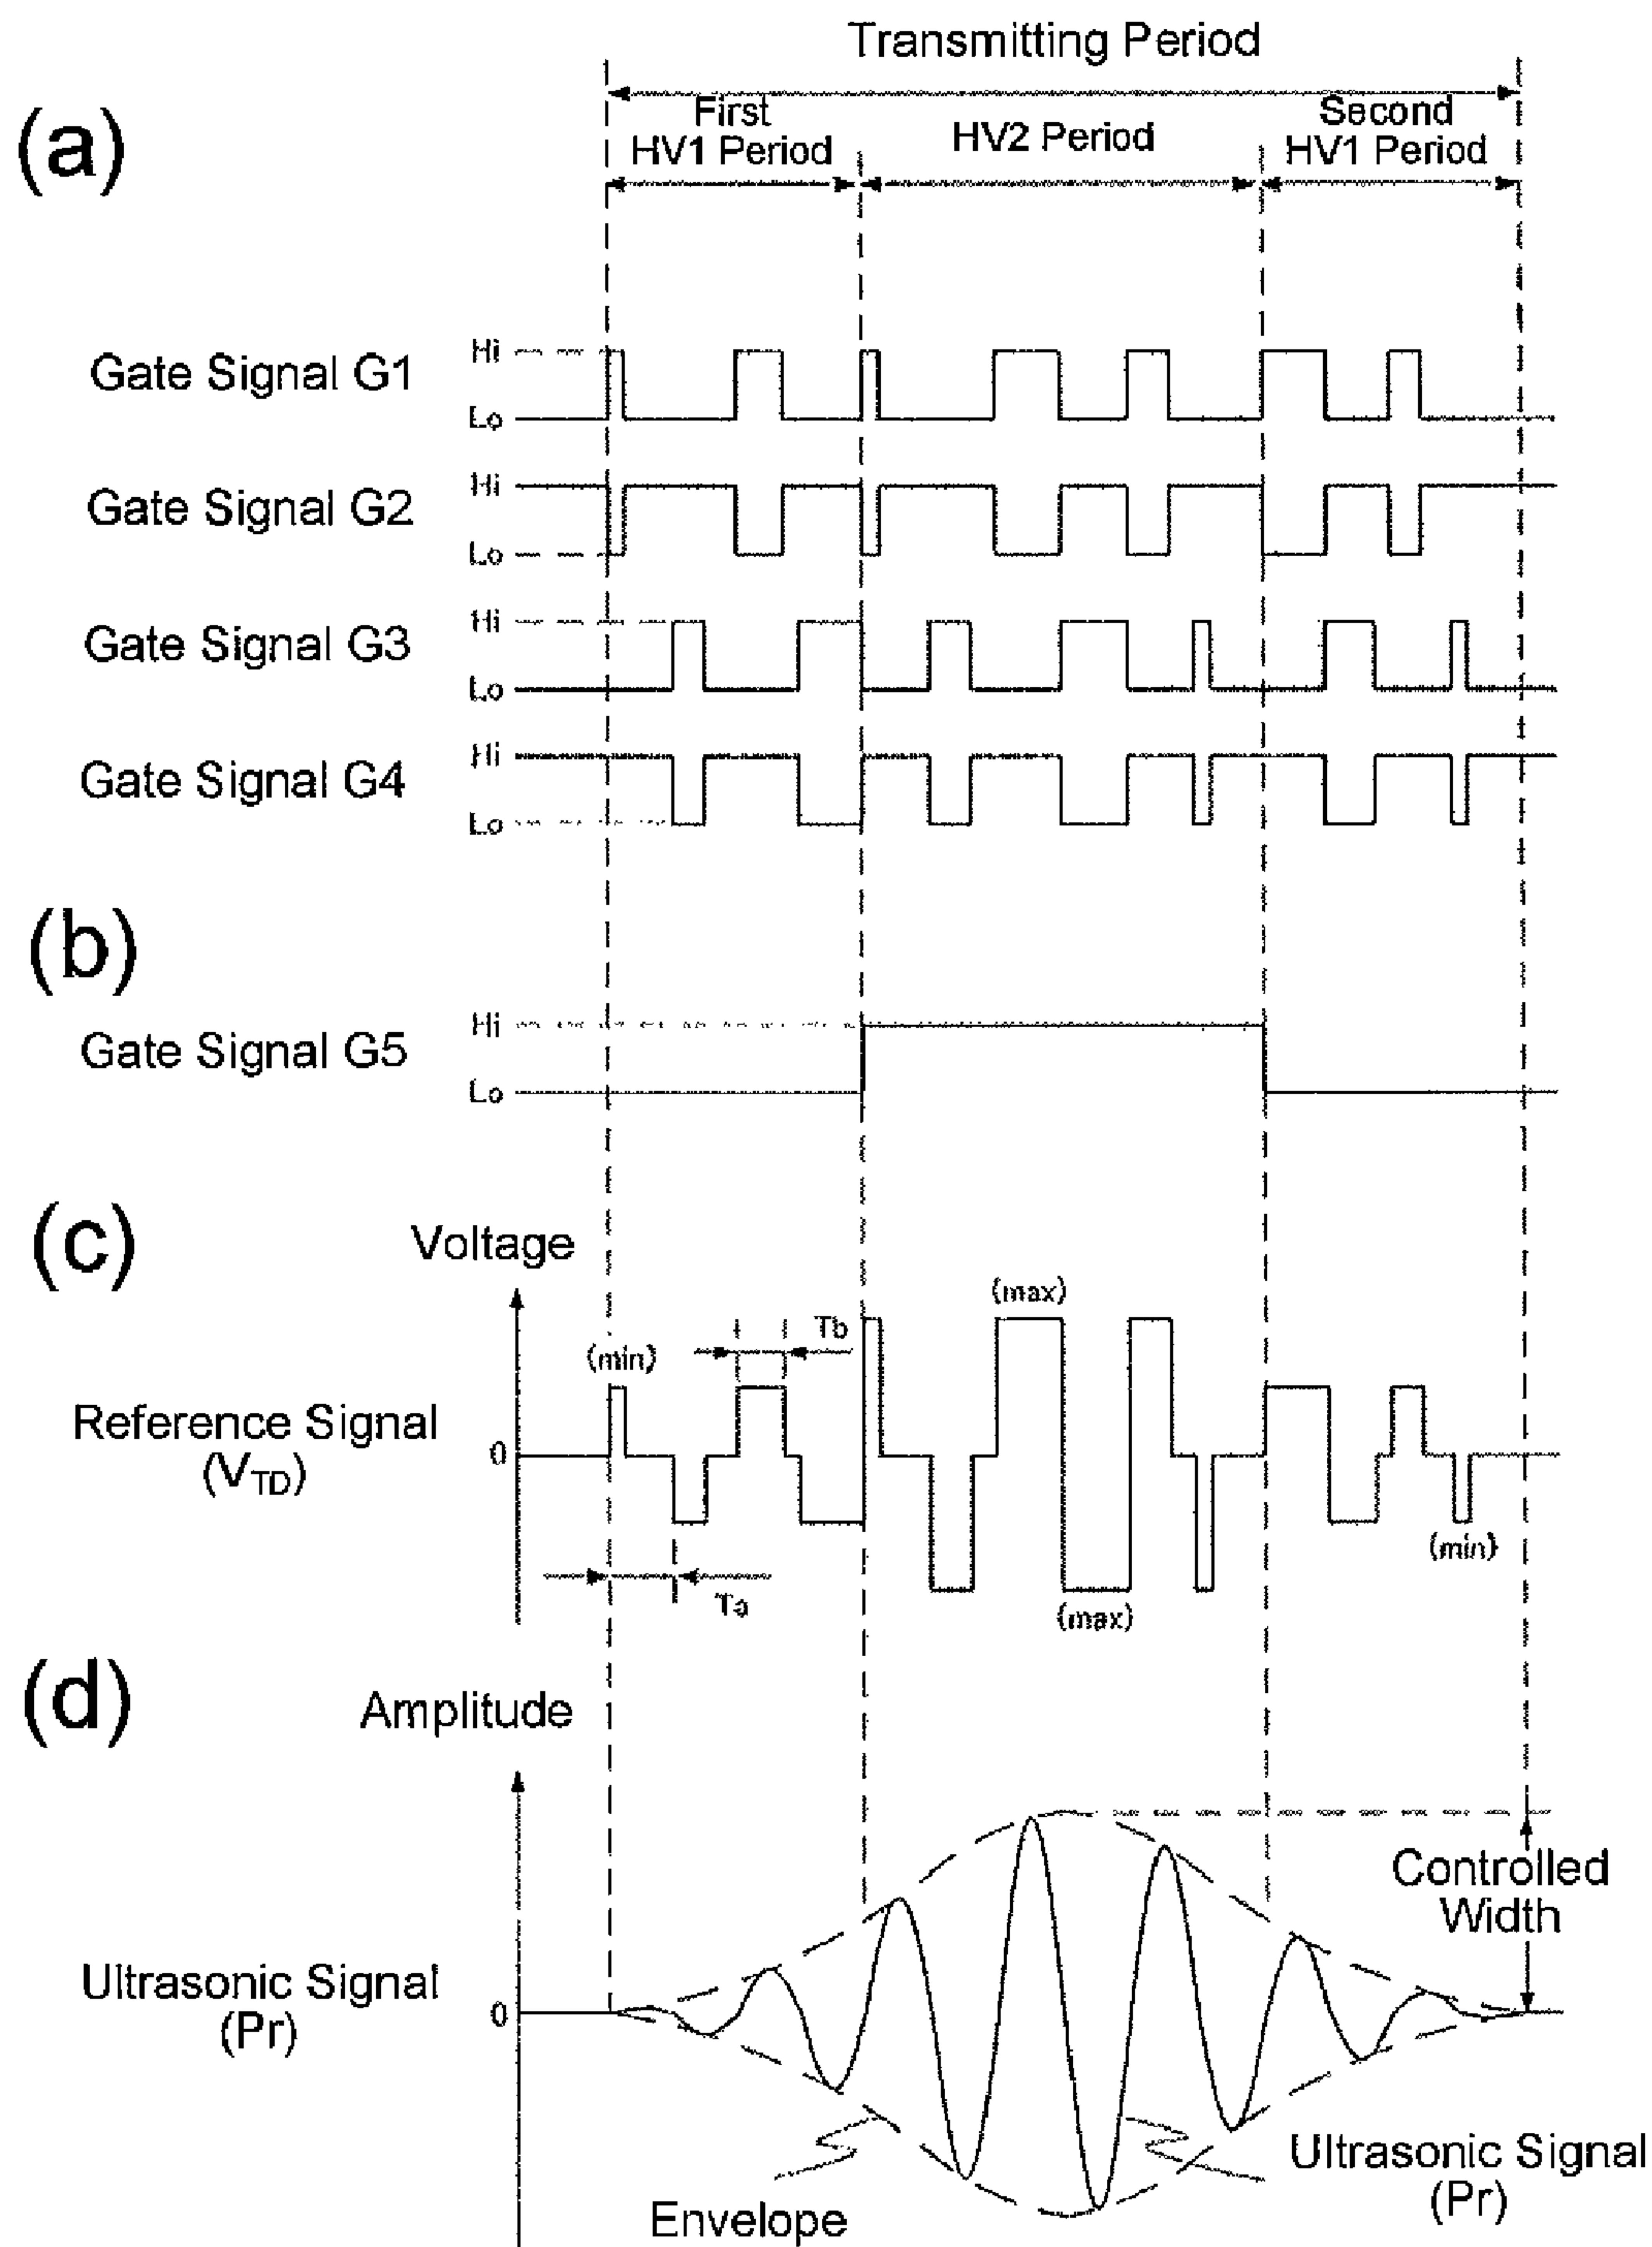 Transmitting Period
(a)
First
HV1 Period
HV2 Period
Second
HV1 Period
Gate Signal G1
Hi
Lo
Gate Signal G2
Hi
Lo
Gate Signal G3
Hi
Lo
Gate Signal G4
Hi
Lo
(b)
Gate Signal G5
Hi
Lo
(c)
Voltage
(max)
Tb
(min)
Reference Signal
(VTD)
0
Ta
(max)
(min)
(d)
Amplitude
Controlled
Width
Ultrasonic Signal
(Pr)
0
Ultrasonic Signal
(Pr)
Envelope